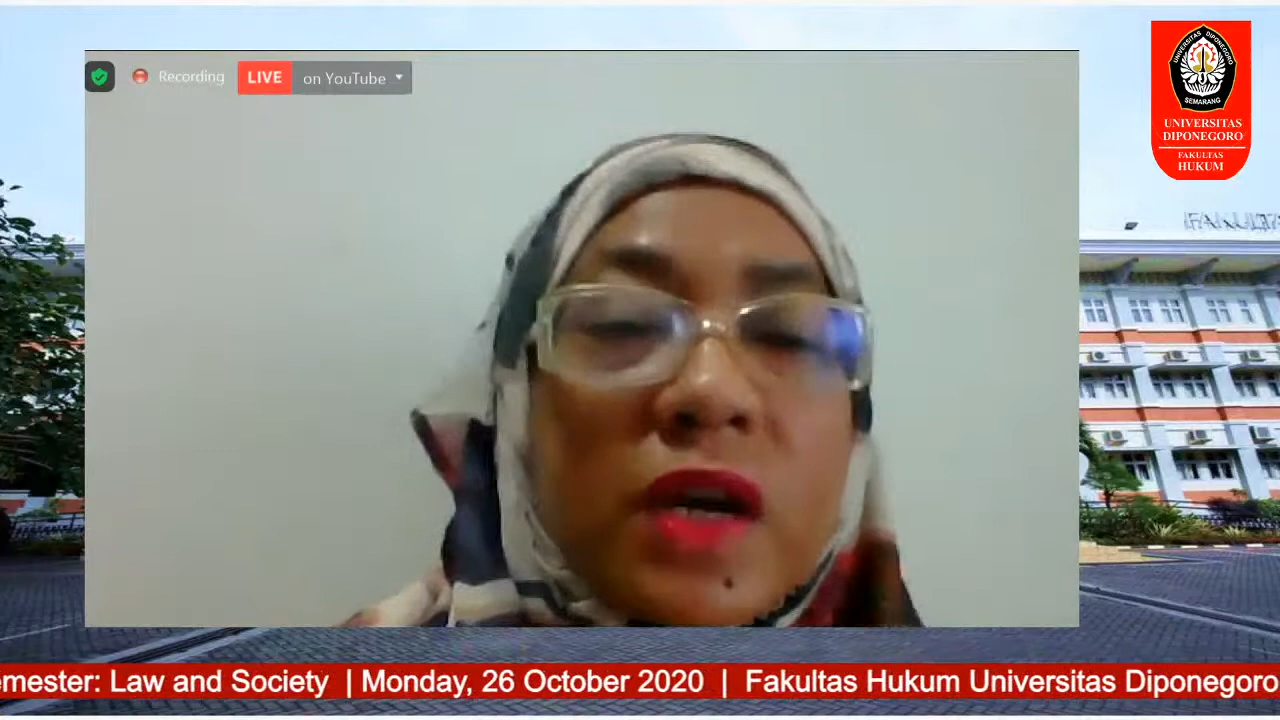 Recording
LIVE on YouTube
UNIVERSITAS DIPONEGORO
SEMARANG
UNIVERSITAS
DIPONEGORO
FAKULTAS
HUKUM
emester: Law and Society | Monday, 26 October 2020 | Fakultas Hukum Universitas Diponegoro